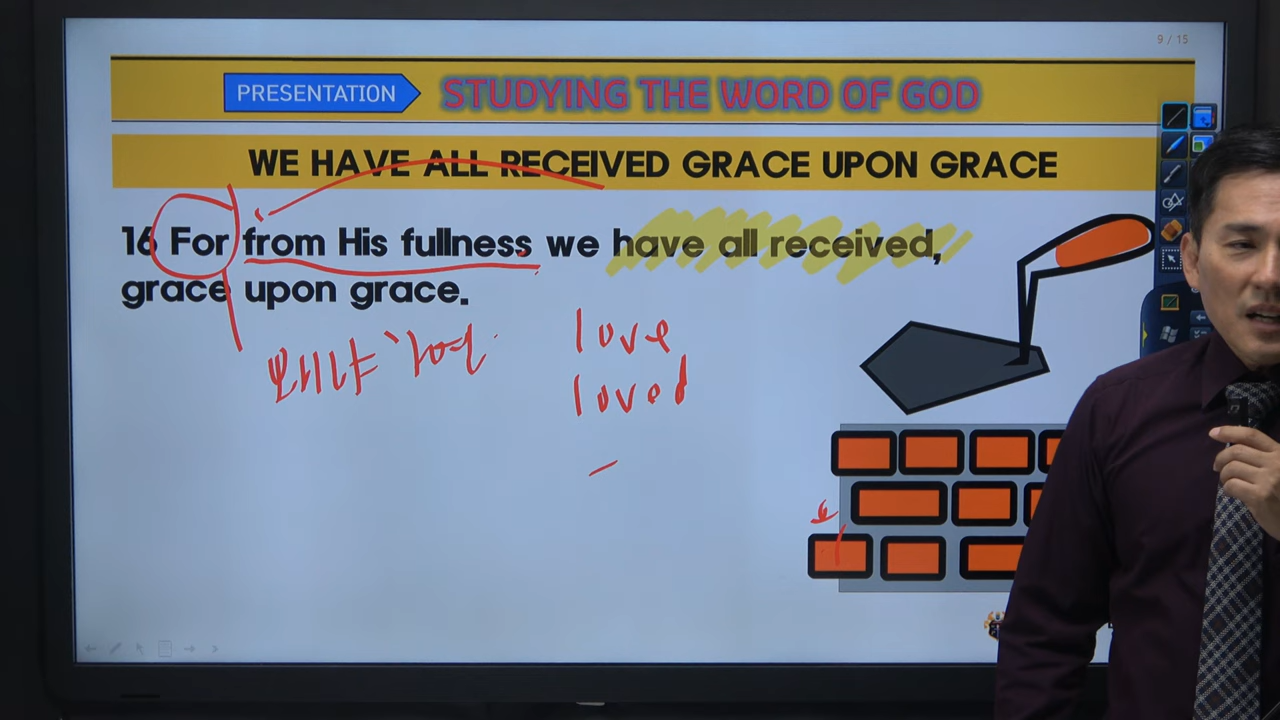 9 / 15
PRESENTATION
STUDYING THE WORD OF GOD
WE HAVE ALL RECEIVED GRACE UPON GRACE
16 For from His fullness we have all received,
grace upon grace.
love
왜냐하면
loved